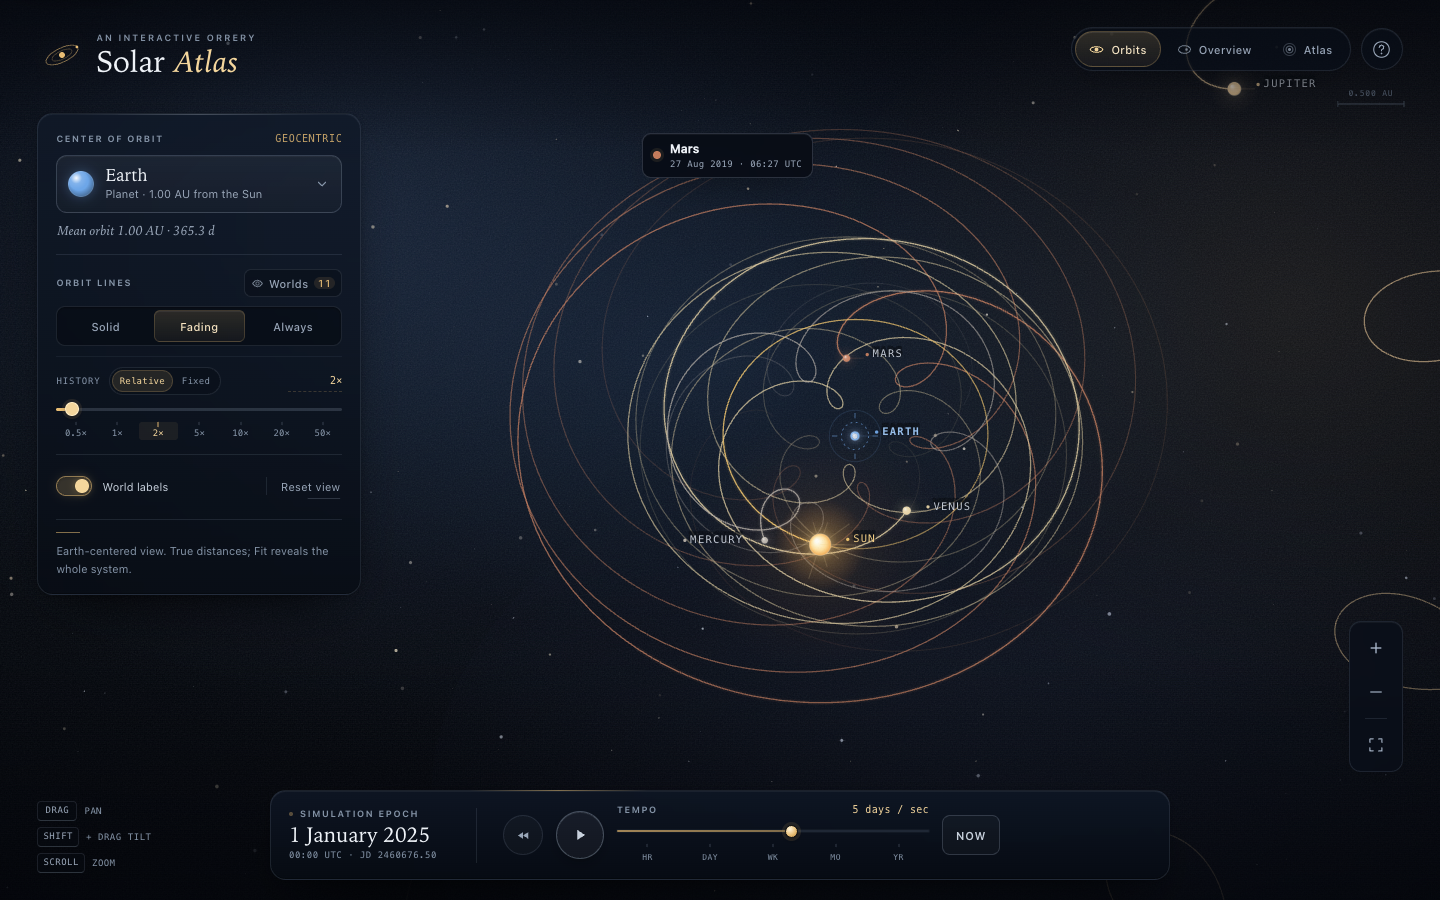 AN INTERACTIVE ORRERY
Solar Atlas
Orbits
Overview
Atlas
?
JUPITER
0.500 AU
CENTER OF ORBIT
GEOCENTRIC
Earth
Planet · 1.00 AU from the Sun
Mean orbit 1.00 AU · 365.3 d
ORBIT LINES
Worlds 11
Solid
Fading
Always
HISTORY
Relative
Fixed
2×
0.5×
1×
2×
5×
10×
20×
50×
World labels
Reset view
Earth-centered view. True distances; Fit reveals the
whole system.
Mars
27 Aug 2019 · 06:27 UTC
MARS
EARTH
VENUS
MERCURY
SUN
DRAG PAN
SHIFT + DRAG TILT
SCROLL ZOOM
SIMULATION EPOCH
1 January 2025
00:00 UTC · JD 2460676.50
TEMPO
5 days / sec
HR
DAY
WK
MO
YR
NOW